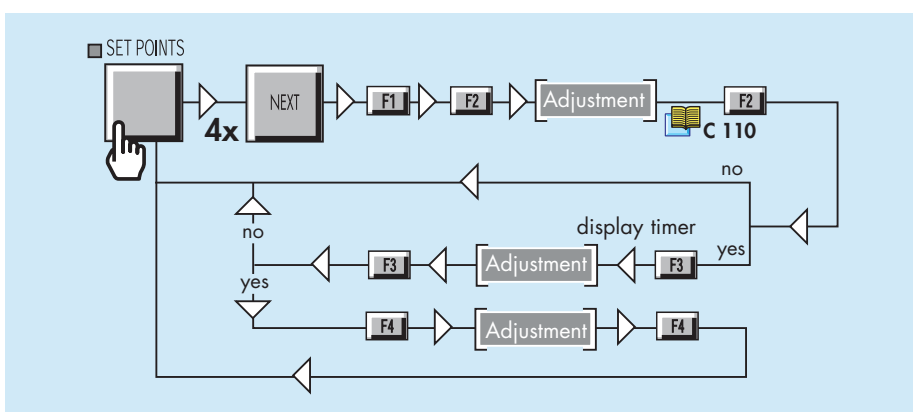 SET POINTS
4x NEXT F1 F2 Adjustment C 110 F2
no
display timer
no F3 Adjustment F3 yes
yes
F4 Adjustment F4